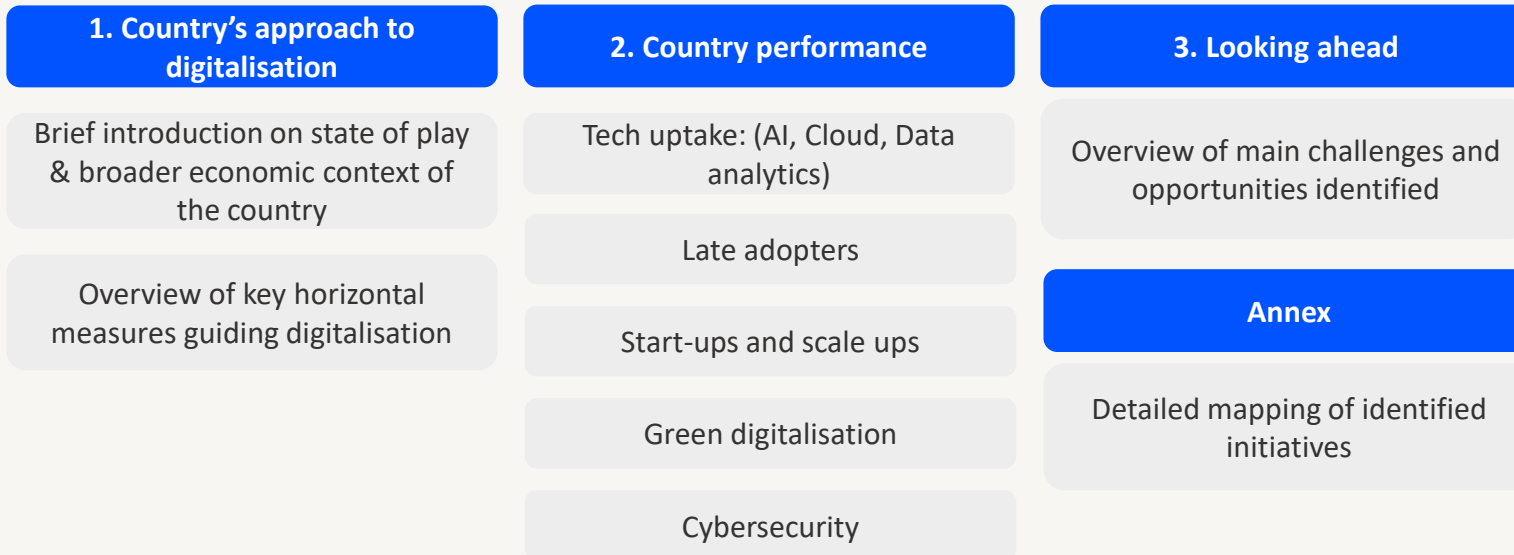 1. Country’s approach to
digitalisation
Brief introduction on state of play
& broader economic context of
the country
Overview of key horizontal
measures guiding digitalisation
2. Country performance
Tech uptake: (AI, Cloud, Data
analytics)
Late adopters
Start-ups and scale ups
Green digitalisation
Cybersecurity
3. Looking ahead
Overview of main challenges and
opportunities identified
Annex
Detailed mapping of identified
initiatives